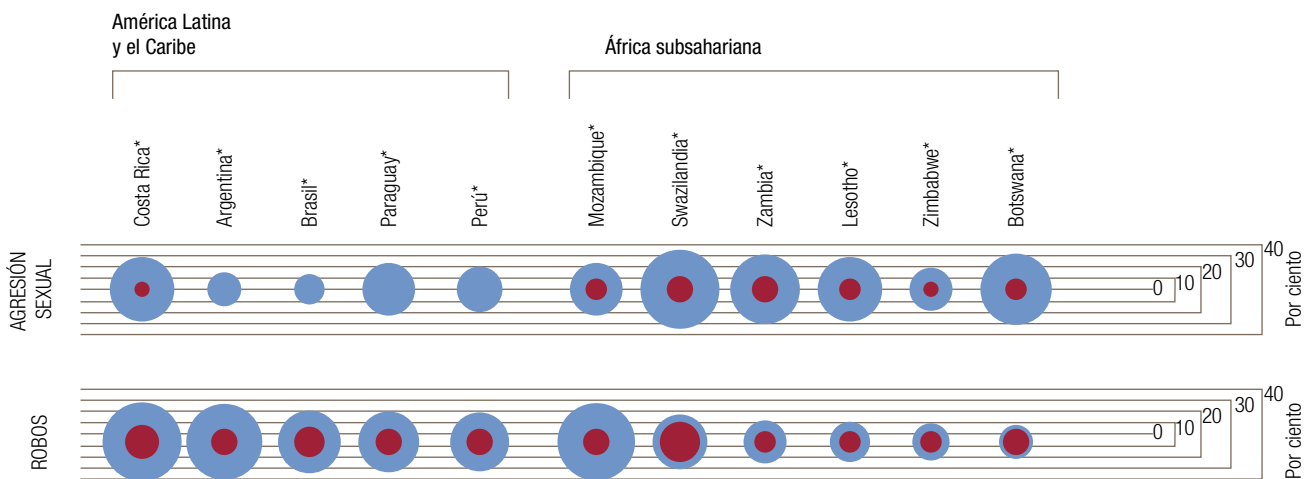 América Latina
y el Caribe
África subsahariana
Costa Rica*
Argentina*
Brasil*
Paraguay*
Perú*
Mozambique*
Swazilandia*
Zambia*
Lesotho*
Zimbabwe*
Botswana*
AGRESIÓN
SEXUAL
0
10
20
30
40
Por ciento
ROBOS
0
10
20
30
40
Por ciento